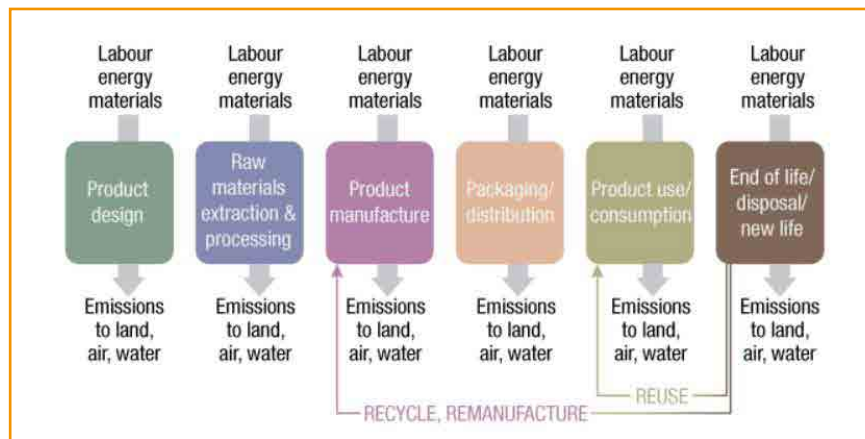 Labour
energy
materials
Labour
energy
materials
Labour
energy
materials
Labour
energy
materials
Labour
energy
materials
Labour
energy
materials
Product
design
Raw
materials
extraction &
processing
Product
manufacture
Packaging/
distribution
Product use/
consumption
End of life/
disposal/
new life
Emissions
to land,
air, water
Emissions
to land,
air, water
Emissions
to land,
air, water
Emissions
to land,
air, water
Emissions
to land,
air, water
Emissions
to land,
air, water
REUSE
RECYCLE, REMANUFACTURE